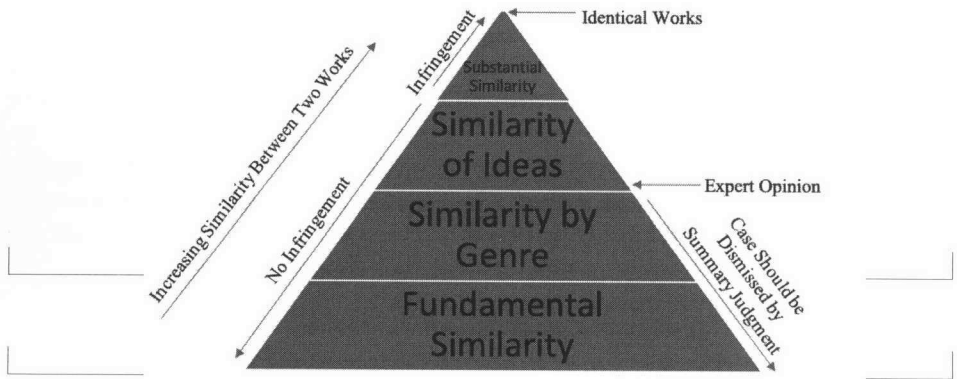 Identical Works
Infringement
Substantial
Similarity
Increasing Similarity Between Two Works
Similarity
of Ideas
Expert Opinion
No Infringement
Similarity by
Genre
Case Should be
Dismissed by
Summary Judgment
Fundamental
Similarity